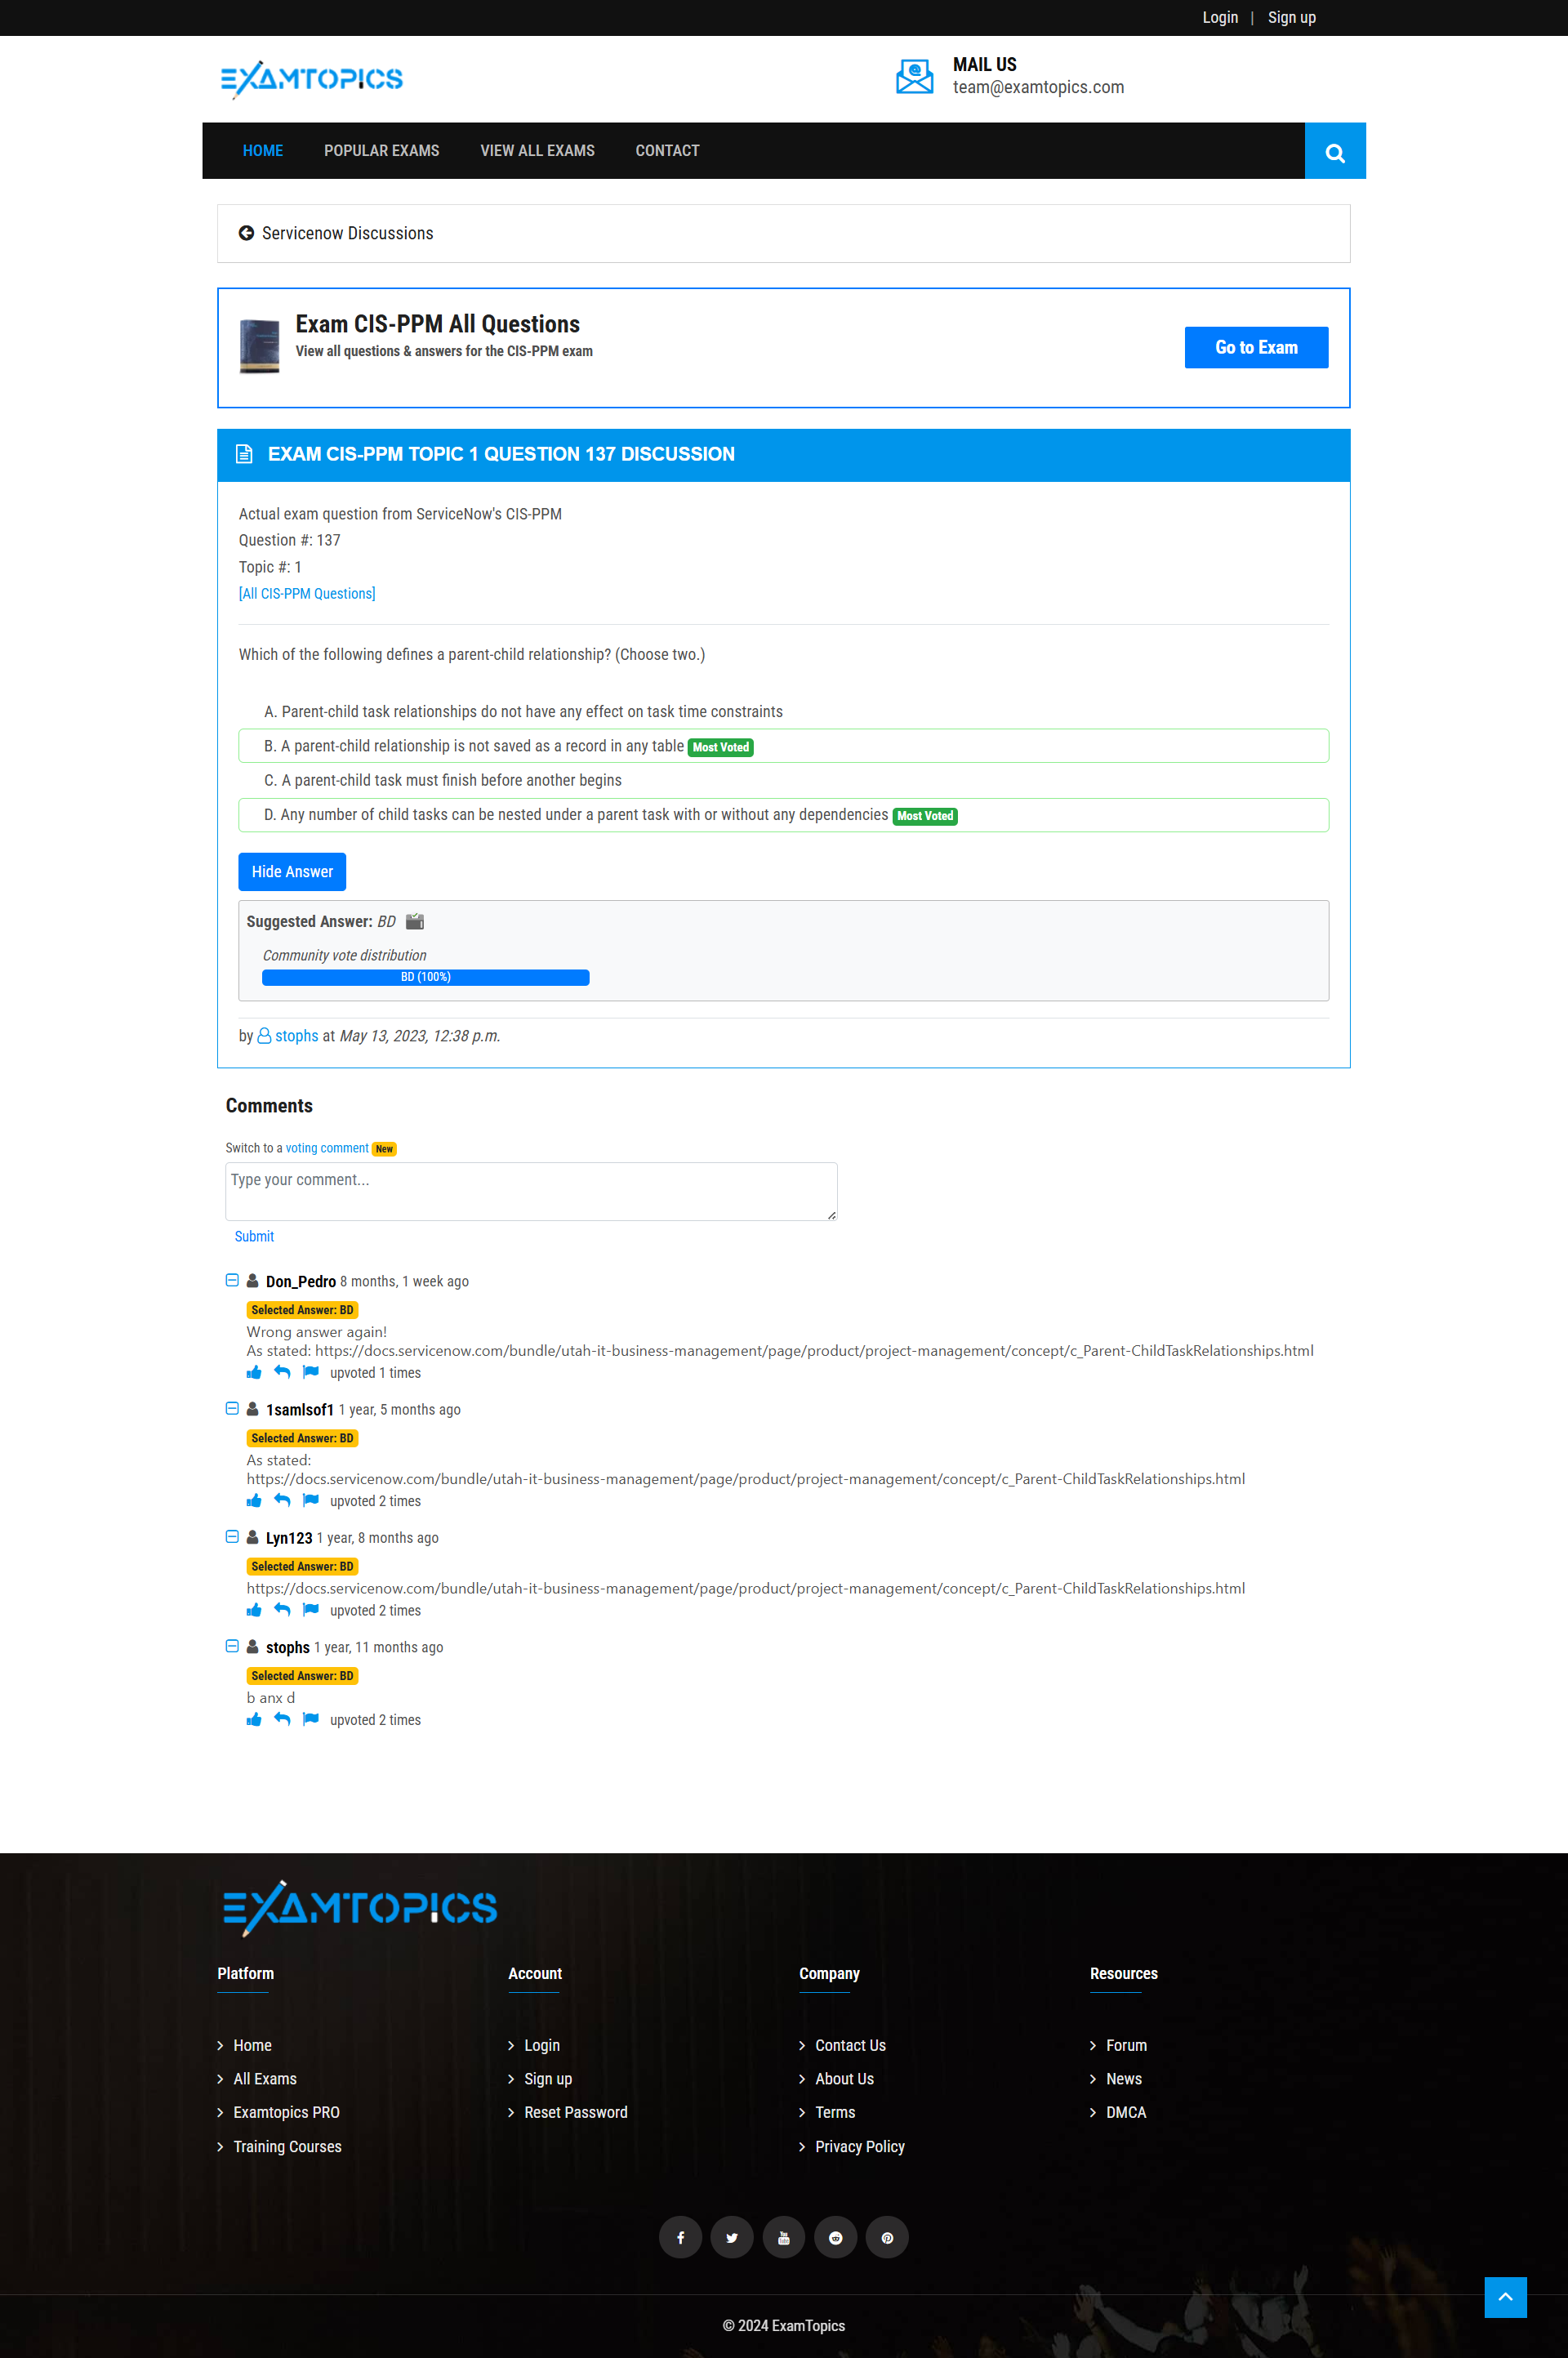 Login | Sign up
EXAMTOPICS
MAIL US
team@examtopics.com
HOME POPULAR EXAMS VIEW ALL EXAMS CONTACT
Servicenow Discussions
Exam CIS-PPM All Questions
View all questions & answers for the CIS-PPM exam
Go to Exam
EXAM CIS-PPM TOPIC 1 QUESTION 137 DISCUSSION
Actual exam question from ServiceNow's CIS-PPM
Question #: 137
Topic #: 1
[All CIS-PPM Questions]
Which of the following defines a parent-child relationship? (Choose two.)
A. Parent-child task relationships do not have any effect on task time constraints
B. A parent-child relationship is not saved as a record in any table Most Voted
C. A parent-child task must finish before another begins
D. Any number of child tasks can be nested under a parent task with or without any dependencies Most Voted
Hide Answer
Suggested Answer: BD
Community vote distribution
BD (100%)
by stophs at May 13, 2023, 12:38 p.m.
Comments
Switch to a voting comment New
Type your comment...
Submit
Don_Pedro 8 months, 1 week ago
Selected Answer: BD
Wrong answer again!
As stated: https://docs.servicenow.com/bundle/utah-it-business-management/page/product/project-management/concept/c_Parent-ChildTaskRelationships.html
upvoted 1 times
1samlsof1 1 year, 5 months ago
Selected Answer: BD
As stated:
https://docs.servicenow.com/bundle/utah-it-business-management/page/product/project-management/concept/c_Parent-ChildTaskRelationships.html
upvoted 2 times
Lyn123 1 year, 8 months ago
Selected Answer: BD
https://docs.servicenow.com/bundle/utah-it-business-management/page/product/project-management/concept/c_Parent-ChildTaskRelationships.html
upvoted 2 times
stophs 1 year, 11 months ago
Selected Answer: BD
b anx d
upvoted 2 times
EXAMTOPICS
Platform
Home
All Exams
Examtopics PRO
Training Courses
Account
Login
Sign up
Reset Password
Company
Contact Us
About Us
Terms
Privacy Policy
Resources
Forum
News
DMCA
© 2024 ExamTopics